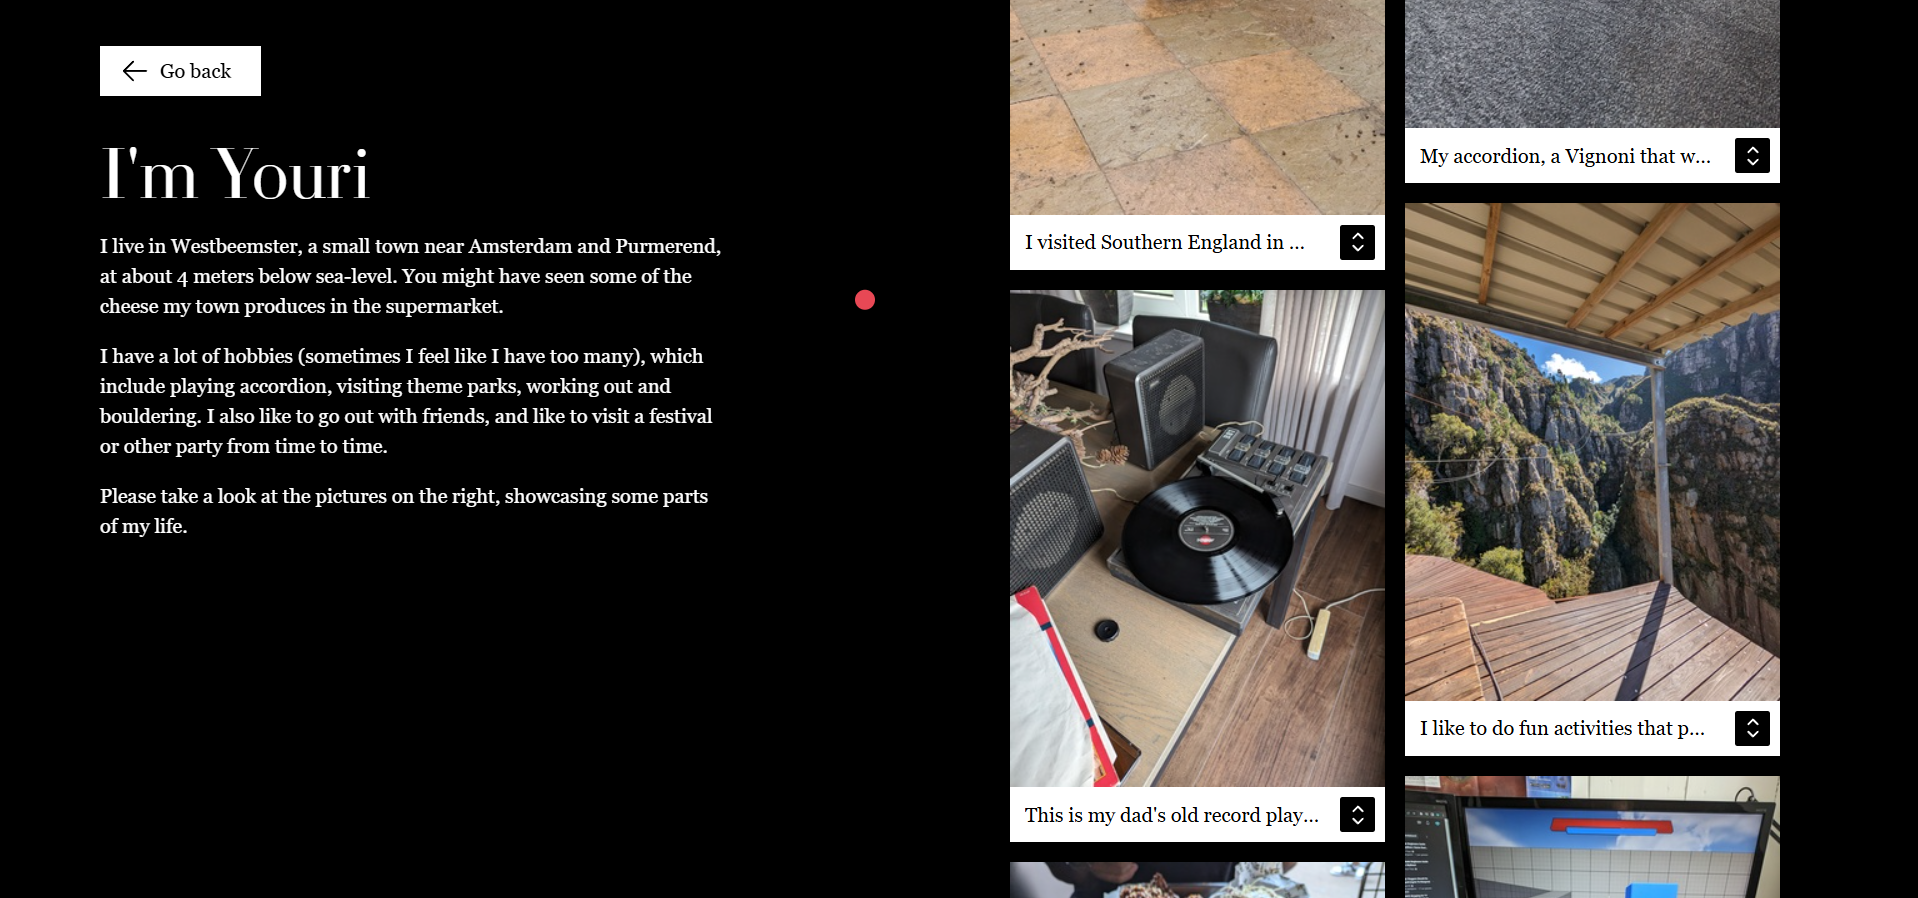 Go back
I'm Youri
I live in Westbeemster, a small town near Amsterdam and Purmerend,
at about 4 meters below sea-level. You might have seen some of the
cheese my town produces in the supermarket.
I have a lot of hobbies (sometimes I feel like I have too many), which
include playing accordion, visiting theme parks, working out and
bouldering. I also like to go out with friends, and like to visit a festival
or other party from time to time.
Please take a look at the pictures on the right, showcasing some parts
of my life.
I visited Southern England in ...
This is my dad's old record play...
My accordion, a Vignoni that w...
I like to do fun activities that p...